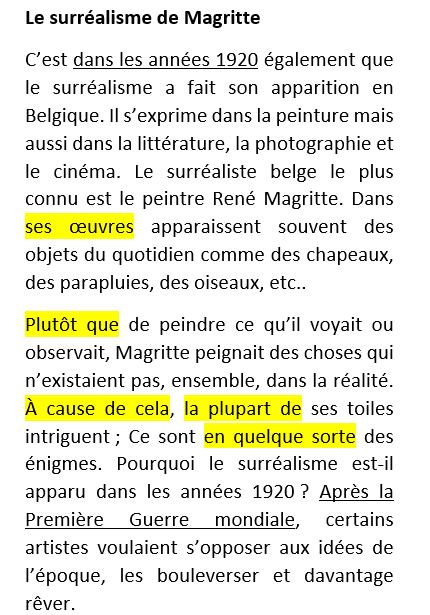 Le surréalisme de Magritte
C’est dans les années 1920 également que
le surréalisme a fait son apparition en
Belgique. Il s’exprime dans la peinture mais
aussi dans la littérature, la photographie et
le cinéma. Le surréaliste belge le plus
connu est le peintre René Magritte. Dans
ses œuvres apparaissent souvent des
objets du quotidien comme des chapeaux,
des parapluies, des oiseaux, etc..
Plutôt que de peindre ce qu’il voyait ou
observait, Magritte peignait des choses qui
n’existaient pas, ensemble, dans la réalité.
À cause de cela, la plupart de ses toiles
intriguent ; Ce sont en quelque sorte des
énigmes. Pourquoi le surréalisme est-il
apparu dans les années 1920 ? Après la
Première Guerre mondiale, certains
artistes voulaient s’opposer aux idées de
l’époque, les bouleverser et davantage
rêver.